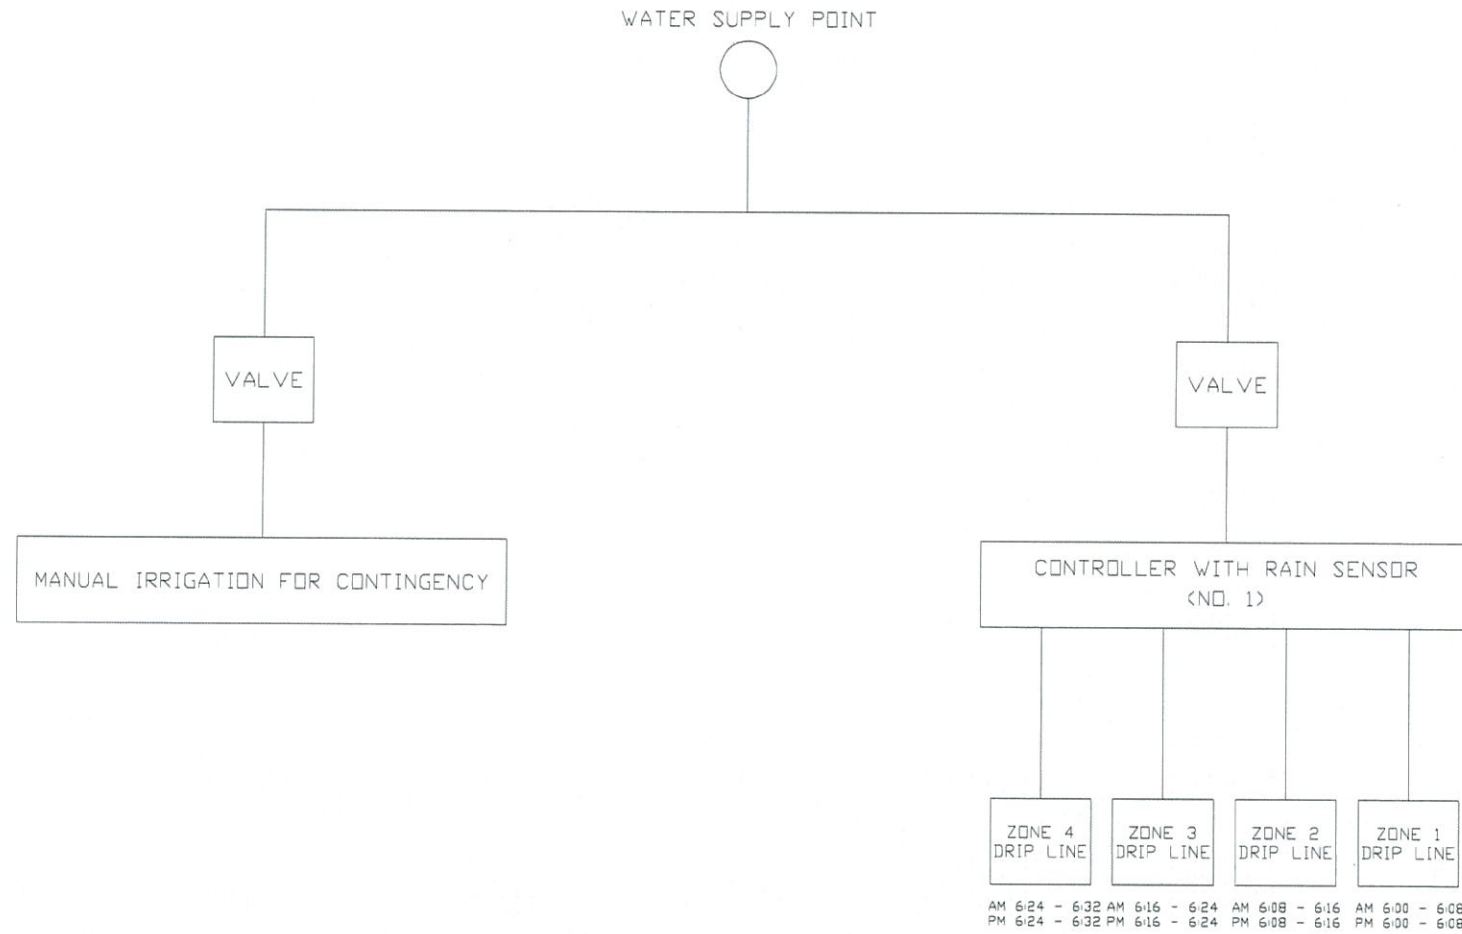 WATER SUPPLY POINT
VALVE
VALVE
MANUAL IRRIGATION FOR CONTINGENCY
CONTROLLER WITH RAIN SENSOR
(NO. 1)
ZONE 4
DRIP LINE
ZONE 3
DRIP LINE
ZONE 2
DRIP LINE
ZONE 1
DRIP LINE
AM 6:24 - 6:32
PM 6:24 - 6:32
AM 6:16 - 6:24
PM 6:16 - 6:24
AM 6:08 - 6:16
PM 6:08 - 6:16
AM 6:00 - 6:08
PM 6:00 - 6:08